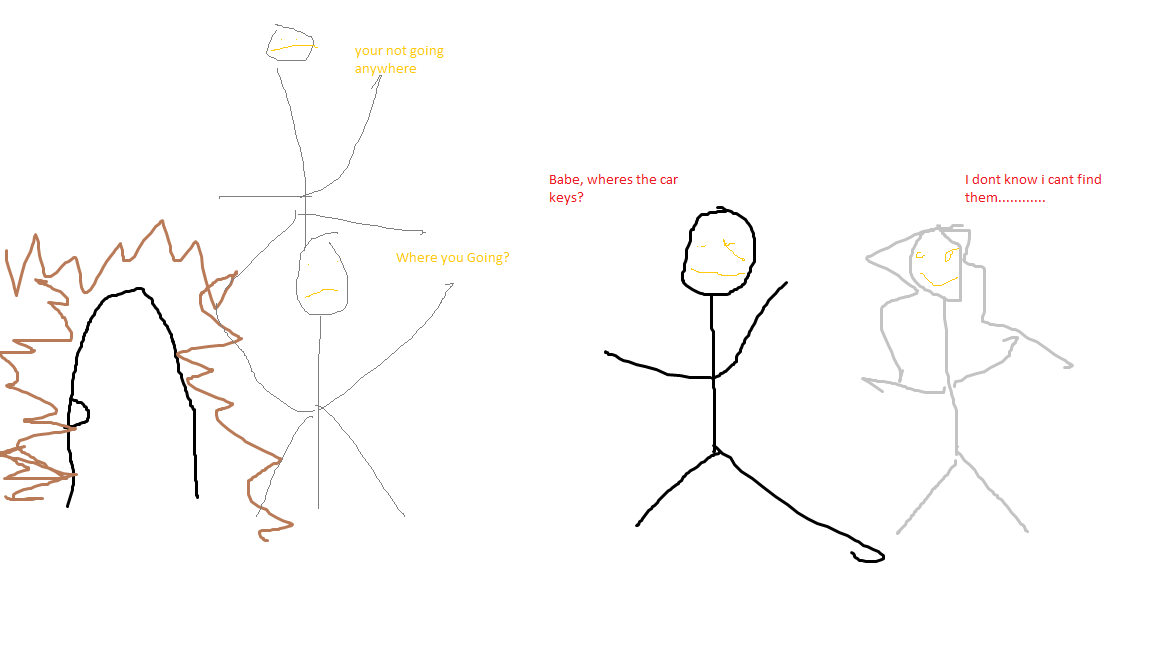 your not going
anywhere
Where you Going?
Babe, wheres the car
keys?
I dont know i cant find
them............